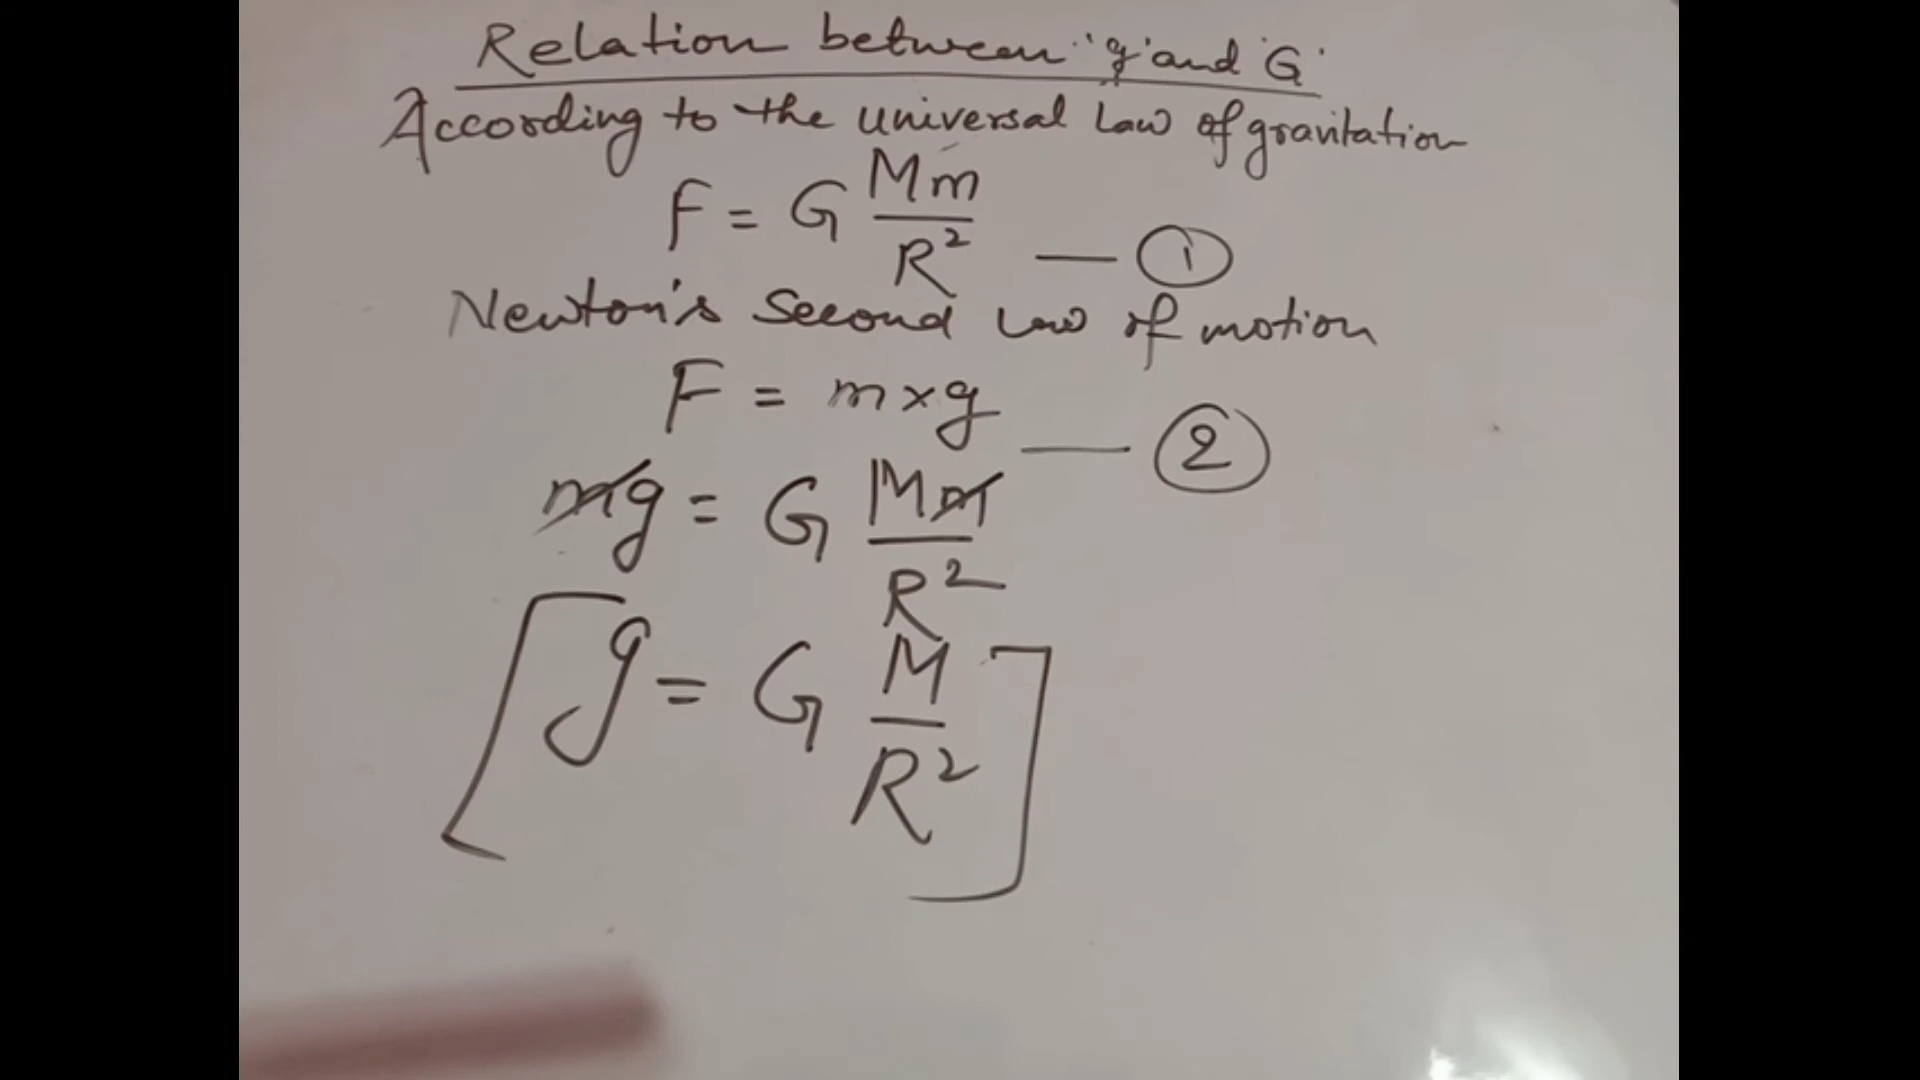 Relation between 'g' and 'G'
According to the universal Law of gravitation
F = G Mm/R² — ①
Newton's Second Law of motion
F = m×g — ②
mg = G Mm/R²
g = G M/R²